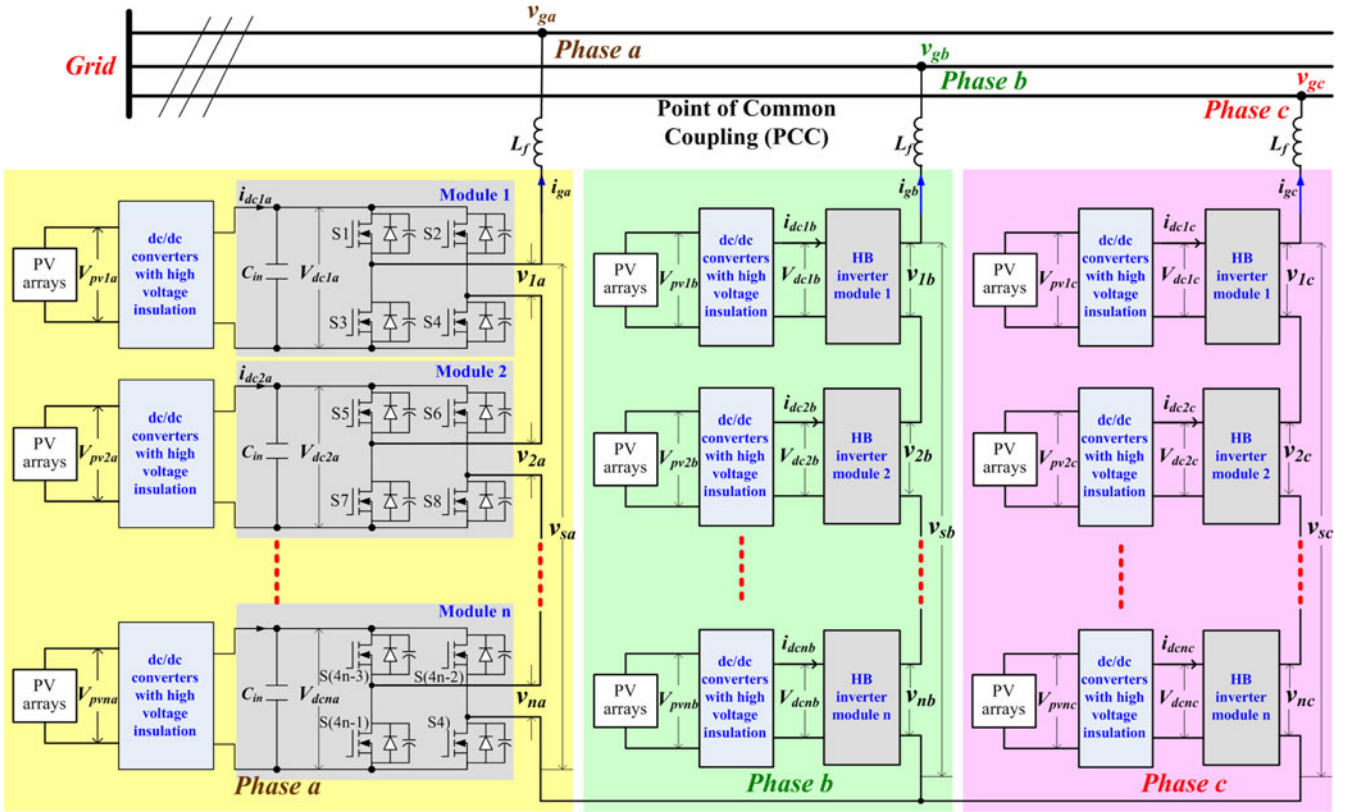 v_ga
Phase a
v_gb
Phase b
v_gc
Phase c
Grid
Point of Common
Coupling (PCC)
L_f
L_f
L_f
i_ga
i_gb
i_gc
PV
arrays
V_pv1a
dc/dc
converters
with high
voltage
insulation
i_dc1a
C_in
V_dc1a
Module 1
S1
S2
S3
S4
v_1a
PV
arrays
V_pv2a
dc/dc
converters
with high
voltage
insulation
i_dc2a
C_in
V_dc2a
Module 2
S5
S6
S7
S8
v_2a
v_sa
PV
arrays
V_pvna
dc/dc
converters
with high
voltage
insulation
C_in
V_dcna
Module n
S(4n-3)
S(4n-2)
S(4n-1)
S4)
v_na
Phase a
PV
arrays
V_pv1b
dc/dc
converters
with high
voltage
insulation
i_dc1b
V_dc1b
HB
inverter
module 1
v_1b
PV
arrays
V_pv2b
dc/dc
converters
with high
voltage
insulation
i_dc2b
V_dc2b
HB
inverter
module 2
v_2b
v_sb
PV
arrays
V_pvnb
dc/dc
converters
with high
voltage
insulation
i_dcnb
V_dcnb
HB
inverter
module n
v_nb
Phase b
PV
arrays
V_pv1c
dc/dc
converters
with high
voltage
insulation
i_dc1c
V_dc1c
HB
inverter
module 1
v_1c
PV
arrays
V_pv2c
dc/dc
converters
with high
voltage
insulation
i_dc2c
V_dc2c
HB
inverter
module 2
v_2c
v_sc
PV
arrays
V_pvnc
dc/dc
converters
with high
voltage
insulation
i_dcnc
V_dcnc
HB
inverter
module n
v_nc
Phase c